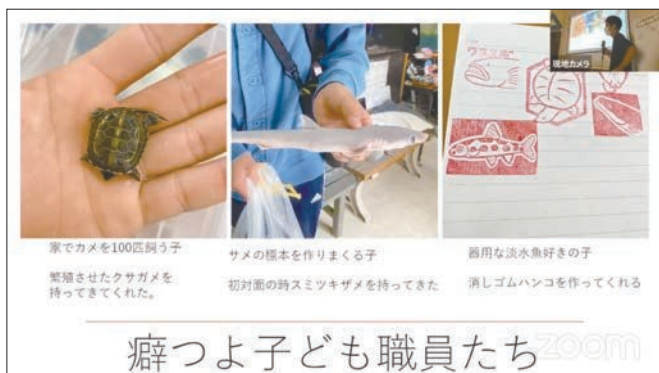 現地カメラ
家でカメを100匹飼う子
繁殖させたクサガメを
持ってきてくれた。
サメの標本を作りまくる子
初対面の時スミツキザメを持ってきた
器用な淡水魚好きの子
消しゴムハンコを作ってくれる
癖つよ子ども職員たち
zoom